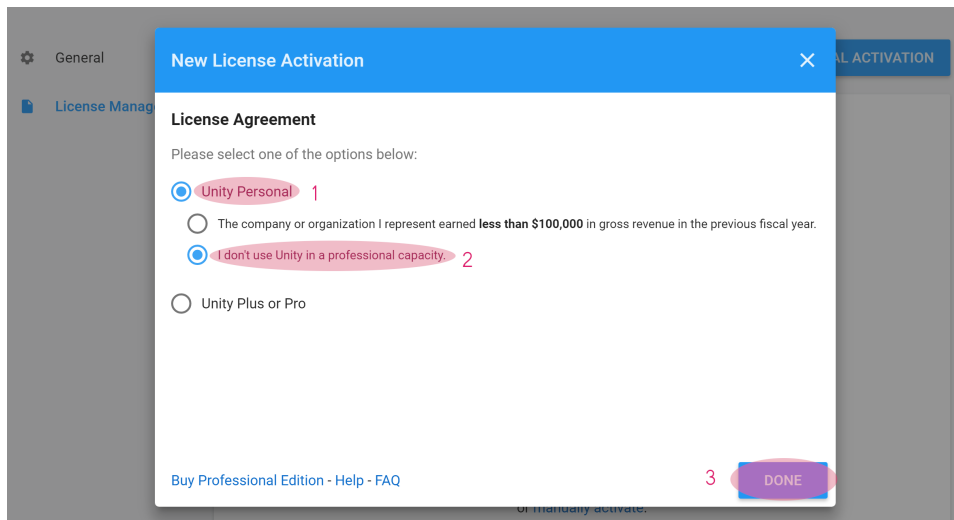 General
License Manag
AL ACTIVATION
New License Activation
License Agreement
Please select one of the options below:
Unity Personal 1
The company or organization I represent earned less than $100,000 in gross revenue in the previous fiscal year.
I don't use Unity in a professional capacity. 2
Unity Plus or Pro
Buy Professional Edition - Help - FAQ
3 DONE
or manually activate.